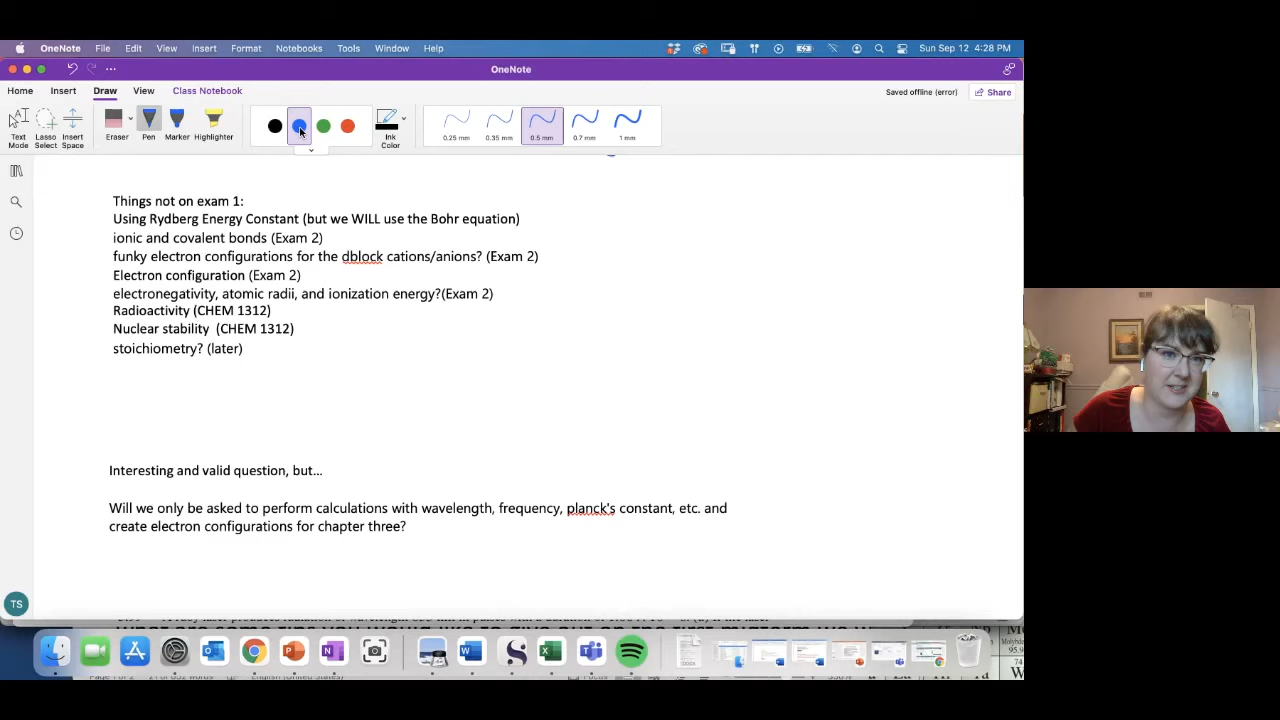 OneNote File Edit View Insert Format Notebooks Tools Window Help Sun Sep 12 4:28 PM
OneNote
Home Insert Draw View Class Notebook Saved offline (error) Share
Text Mode Lasso Select Insert Space Eraser Pen Marker Highlighter Ink Color 0.25 mm 0.35 mm 0.5 mm 0.7 mm 1 mm
Things not on exam 1:
Using Rydberg Energy Constant (but we WILL use the Bohr equation)
ionic and covalent bonds (Exam 2)
funky electron configurations for the dblock cations/anions? (Exam 2)
Electron configuration (Exam 2)
electronegativity, atomic radii, and ionization energy?(Exam 2)
Radioactivity (CHEM 1312)
Nuclear stability (CHEM 1312)
stoichiometry? (later)
Interesting and valid question, but...
Will we only be asked to perform calculations with wavelength, frequency, planck's constant, etc. and
create electron configurations for chapter three?
TS